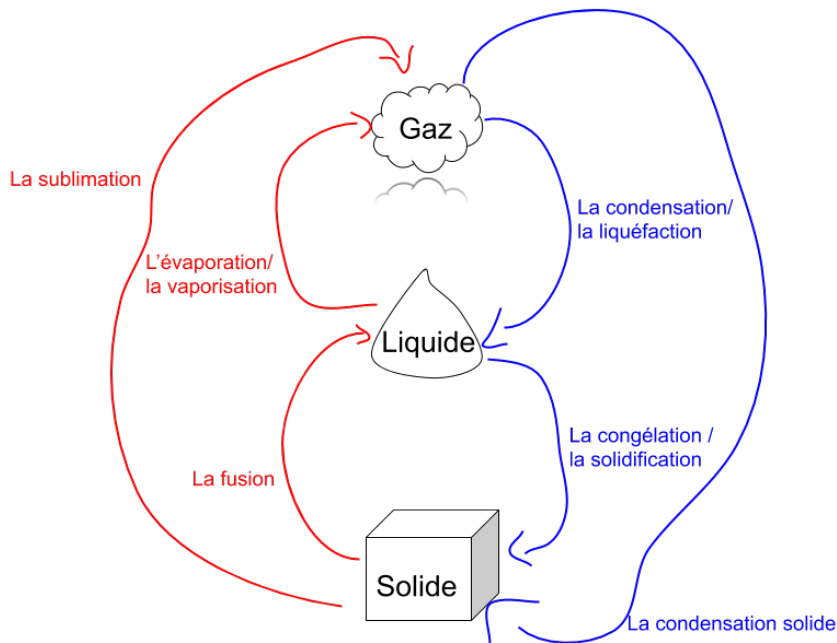 Gaz
La sublimation
La condensation/
la liquéfaction
L'évaporation/
la vaporisation
Liquide
La congélation /
la solidification
La fusion
Solide
La condensation solide